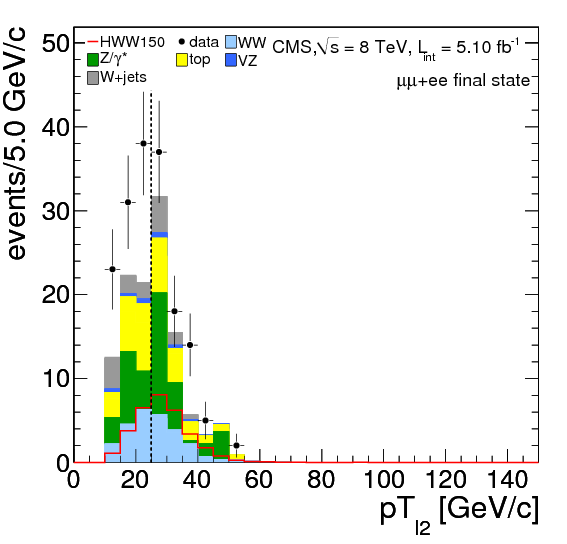 events/5.0 GeV/c
HWW150 data WW
Z/γ* top VZ
W+jets
CMS,√s = 8 TeV, L_int = 5.10 fb⁻¹
μμ+ee final state
50
40
30
20
10
0
0 20 40 60 80 100 120 140
pT_l2 [GeV/c]